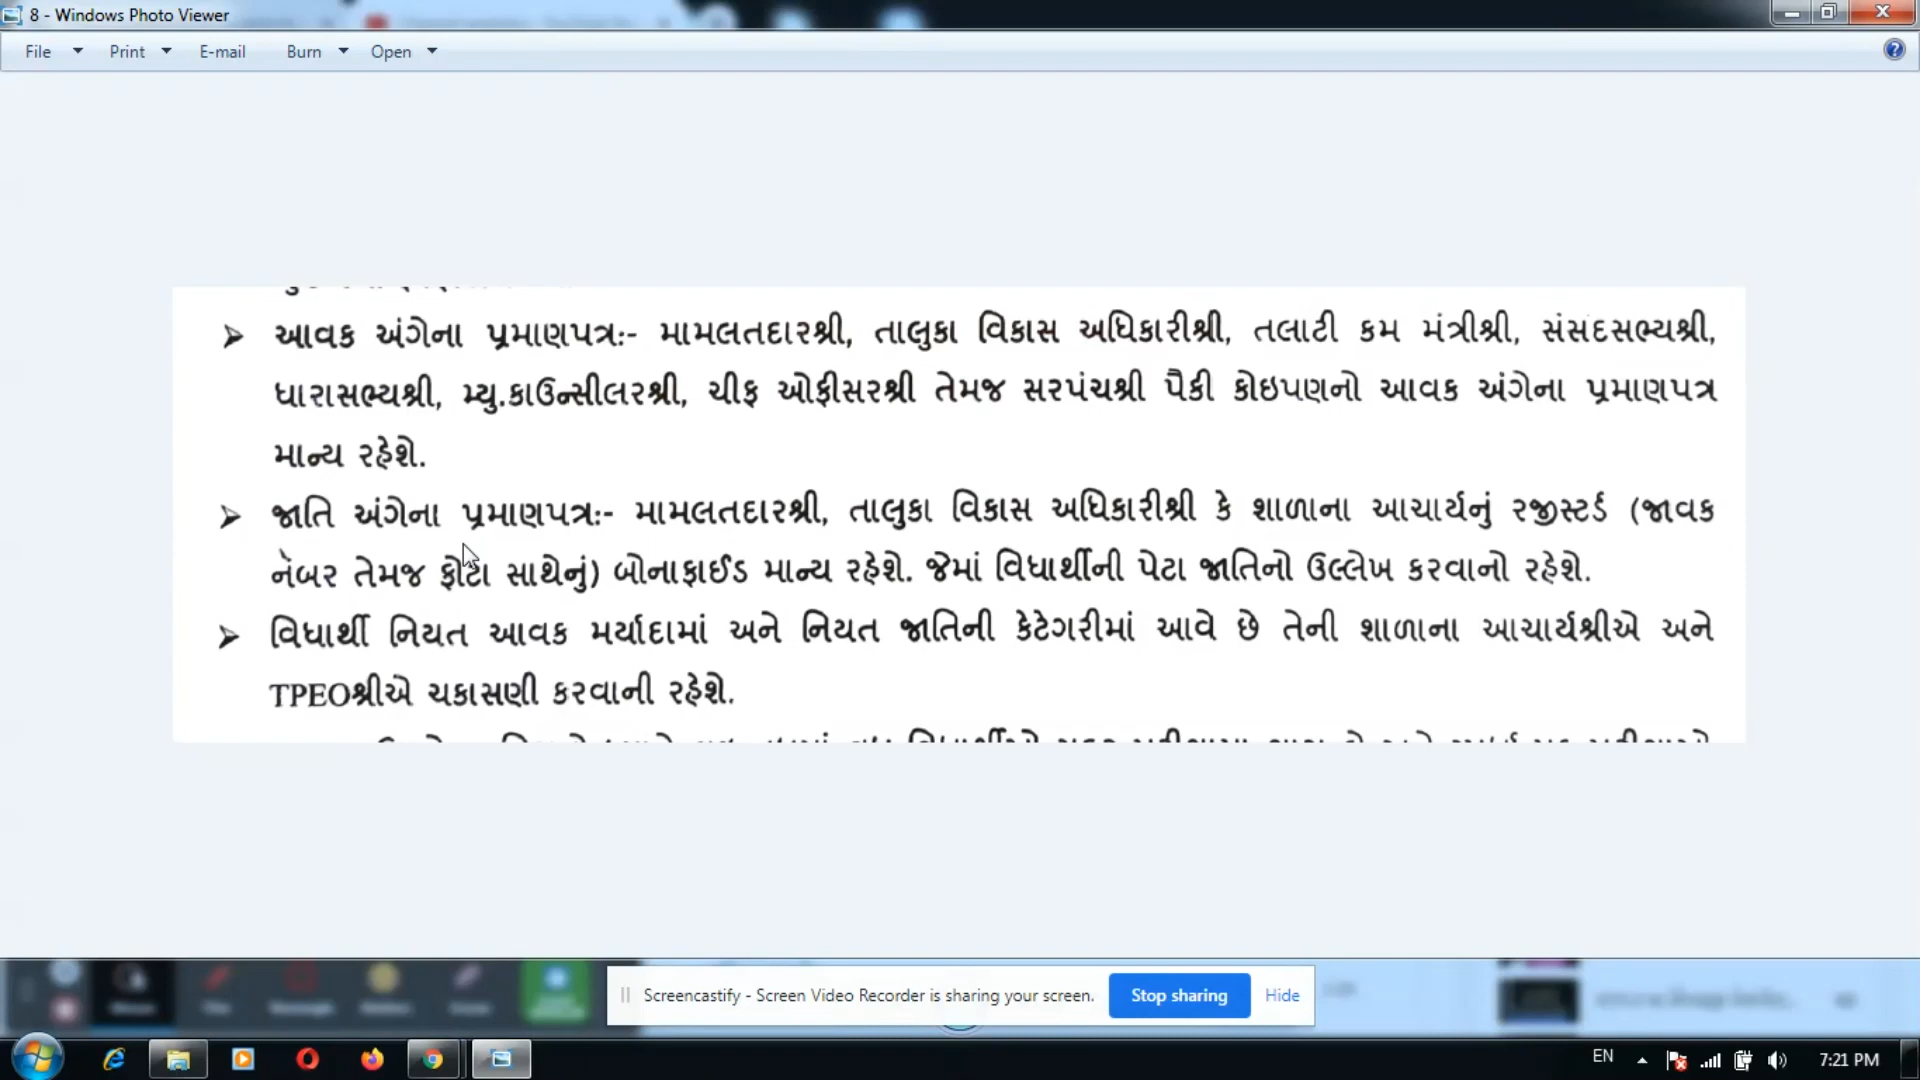 8 - Windows Photo Viewer
File Print E-mail Burn Open
➢ આવક અંગેના પ્રમાણપત્રઃ- મામલતદારશ્રી, તાલુકા વિકાસ અધિકારીશ્રી, તલાટી કમ મંત્રીશ્રી, સંસદસભ્યશ્રી,
ધારાસભ્યશ્રી, મ્યુ.કાઉન્સીલરશ્રી, ચીફ ઓફીસરશ્રી તેમજ સરપંચશ્રી પૈકી કોઇપણનો આવક અંગેના પ્રમાણપત્ર
માન્ય રહેશે.
➢ જાતિ અંગેના પ્રમાણપત્રઃ- મામલતદારશ્રી, તાલુકા વિકાસ અધિકારીશ્રી કે શાળાના આચાર્યનું રજીસ્ટર્ડ (જાવક
નંબર તેમજ ફોટા સાથેનું) બોનાફાઈડ માન્ય રહેશે. જેમાં વિધાર્થીની પેટા જાતિનો ઉલ્લેખ કરવાનો રહેશે.
➢ વિધાર્થી નિયત આવક મર્યાદામાં અને નિયત જાતિની કેટેગરીમાં આવે છે તેની શાળાના આચાર્યશ્રીએ અને
TPEOશ્રીએ ચકાસણી કરવાની રહેશે.
Screencastify - Screen Video Recorder is sharing your screen. Stop sharing Hide
EN 7:21 PM